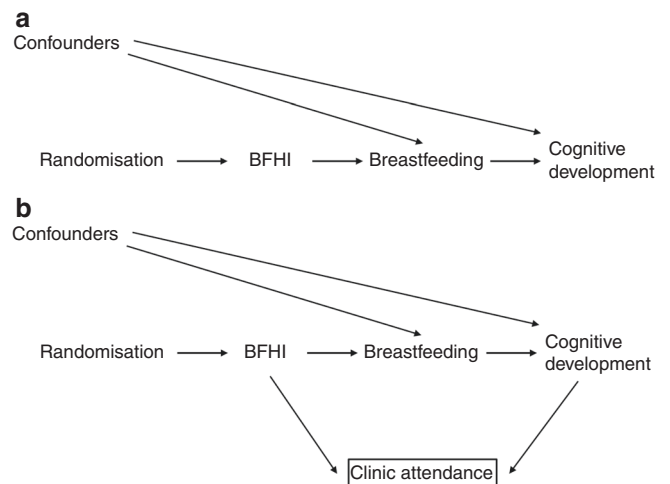 a
Confounders
Randomisation BFHI Breastfeeding Cognitive
development
b
Confounders
Randomisation BFHI Breastfeeding Cognitive
development
Clinic attendance